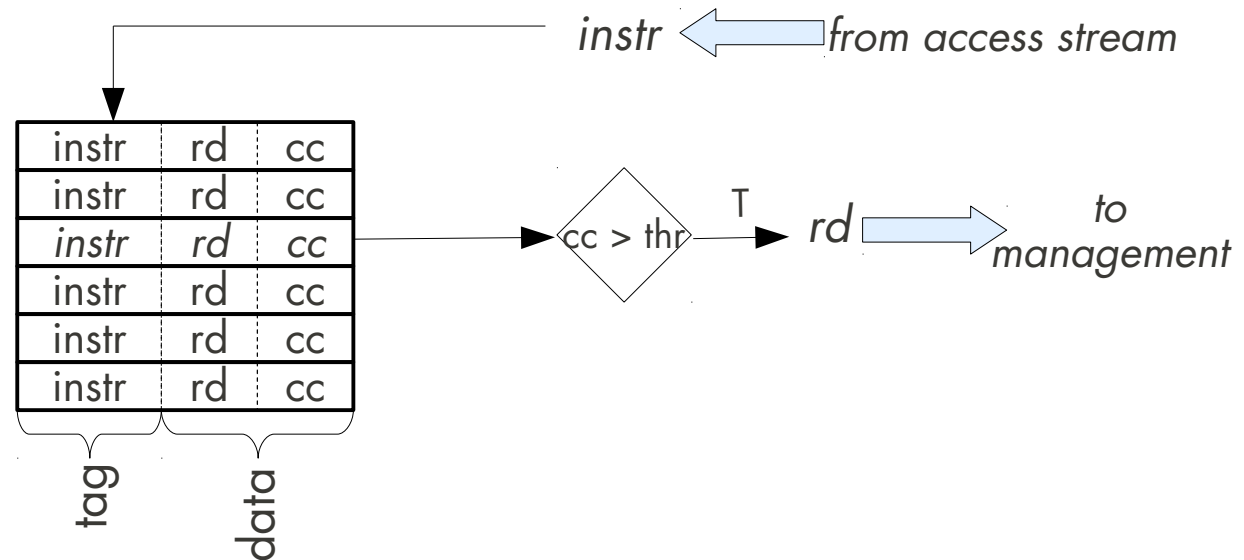 instr from access stream
instr rd cc
instr rd cc
instr rd cc
instr rd cc
instr rd cc
instr rd cc
cc > thr
T
rd
to
management
tag
data